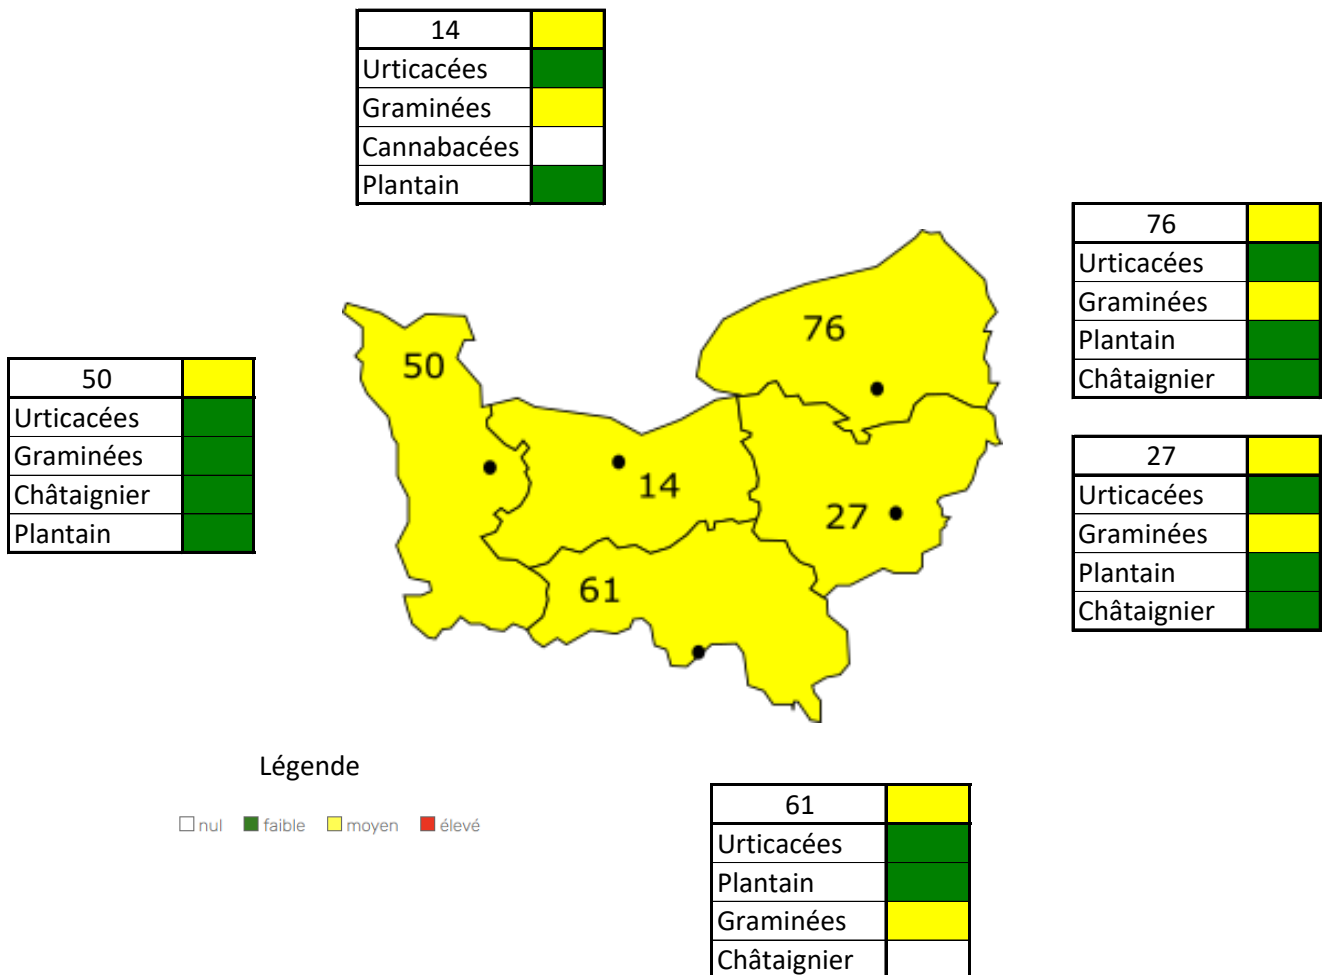 14
Urticacées
Graminées
Cannabacées
Plantain
76
Urticacées
Graminées
Plantain
Châtaignier
50
Urticacées
Graminées
Châtaignier
Plantain
27
Urticacées
Graminées
Plantain
Châtaignier
76
50
14
27
61
Légende
nul faible moyen élevé
61
Urticacées
Plantain
Graminées
Châtaignier